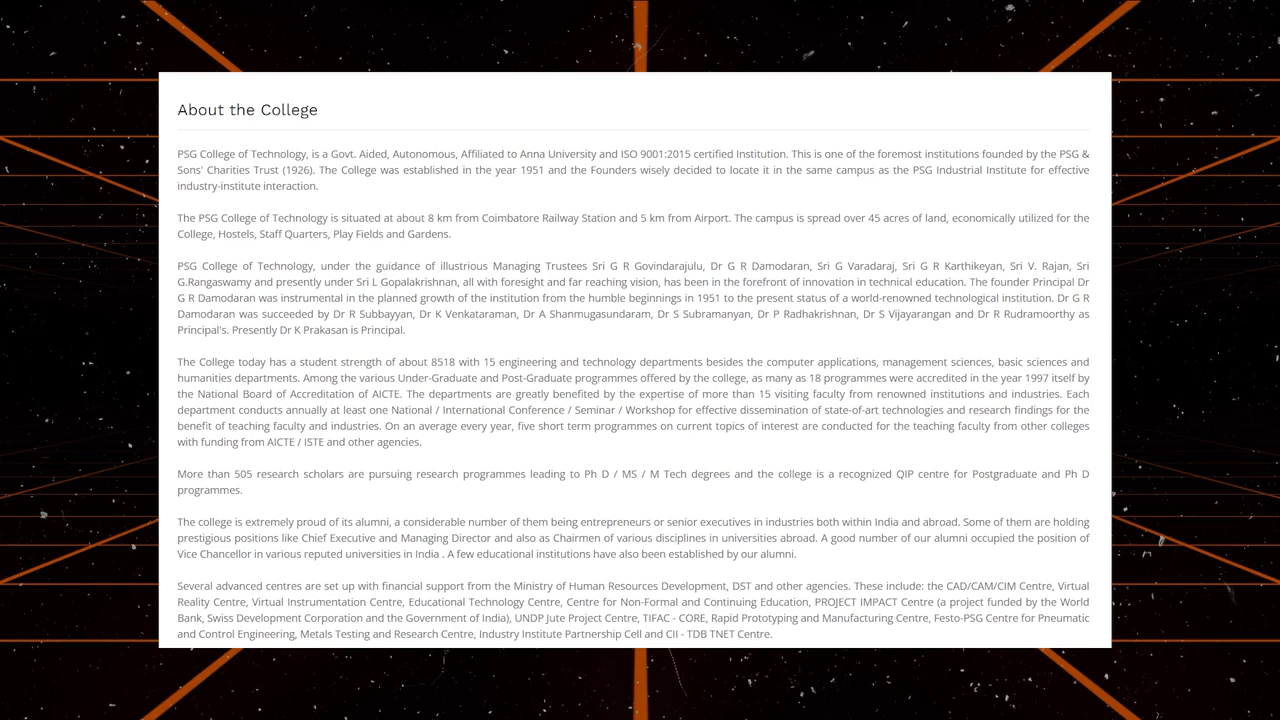 About the College
PSG College of Technology, is a Govt. Aided, Autonomous, Affiliated to Anna University and ISO 9001:2015 certified Institution. This is one of the foremost institutions founded by the PSG &
Sons' Charities Trust (1926). The College was established in the year 1951 and the Founders wisely decided to locate it in the same campus as the PSG Industrial Institute for effective
industry-institute interaction.
The PSG College of Technology is situated at about 8 km from Coimbatore Railway Station and 5 km from Airport. The campus is spread over 45 acres of land, economically utilized for the
College, Hostels, Staff Quarters, Play Fields and Gardens.
PSG College of Technology, under the guidance of illustrious Managing Trustees Sri G R Govindarajulu, Dr G R Damodaran, Sri G Varadaraj, Sri G R Karthikeyan, Sri V. Rajan, Sri
G.Rangaswamy and presently under Sri L Gopalakrishnan, all with foresight and far reaching vision, has been in the forefront of innovation in technical education. The founder Principal Dr
G R Damodaran was instrumental in the planned growth of the institution from the humble beginnings in 1951 to the present status of a world-renowned technological institution. Dr G R
Damodaran was succeeded by Dr R Subbayyan, Dr K Venkataraman, Dr A Shanmugasundaram, Dr S Subramanyan, Dr P Radhakrishnan, Dr S Vijayarangan and Dr R Rudramoorthy as
Principal's. Presently Dr K Prakasan is Principal.
The College today has a student strength of about 8518 with 15 engineering and technology departments besides the computer applications, management sciences, basic sciences and
humanities departments. Among the various Under-Graduate and Post-Graduate programmes offered by the college, as many as 18 programmes were accredited in the year 1997 itself by
the National Board of Accreditation of AICTE. The departments are greatly benefited by the expertise of more than 15 visiting faculty from renowned institutions and industries. Each
department conducts annually at least one National / International Conference / Seminar / Workshop for effective dissemination of state-of-art technologies and research findings for the
benefit of teaching faculty and industries. On an average every year, five short term programmes on current topics of interest are conducted for the teaching faculty from other colleges
with funding from AICTE / ISTE and other agencies.
More than 505 research scholars are pursuing research programmes leading to Ph D / MS / M Tech degrees and the college is a recognized QIP centre for Postgraduate and Ph D
programmes.
The college is extremely proud of its alumni, a considerable number of them being entrepreneurs or senior executives in industries both within India and abroad. Some of them are holding
prestigious positions like Chief Executive and Managing Director and also as Chairmen of various disciplines in universities abroad. A good number of our alumni occupied the position of
Vice Chancellor in various reputed universities in India . A few educational institutions have also been established by our alumni.
Several advanced centres are set up with financial support from the Ministry of Human Resources Development, DST and other agencies. These include: the CAD/CAM/CIM Centre, Virtual
Reality Centre, Virtual Instrumentation Centre, Educational Technology Centre, Centre for Non-Formal and Continuing Education, PROJECT IMPACT Centre (a project funded by the World
Bank, Swiss Development Corporation and the Government of India), UNDP Jute Project Centre, TIFAC - CORE, Rapid Prototyping and Manufacturing Centre, Festo-PSG Centre for Pneumatic
and Control Engineering, Metals Testing and Research Centre, Industry Institute Partnership Cell and CII - TDB TNET Centre.